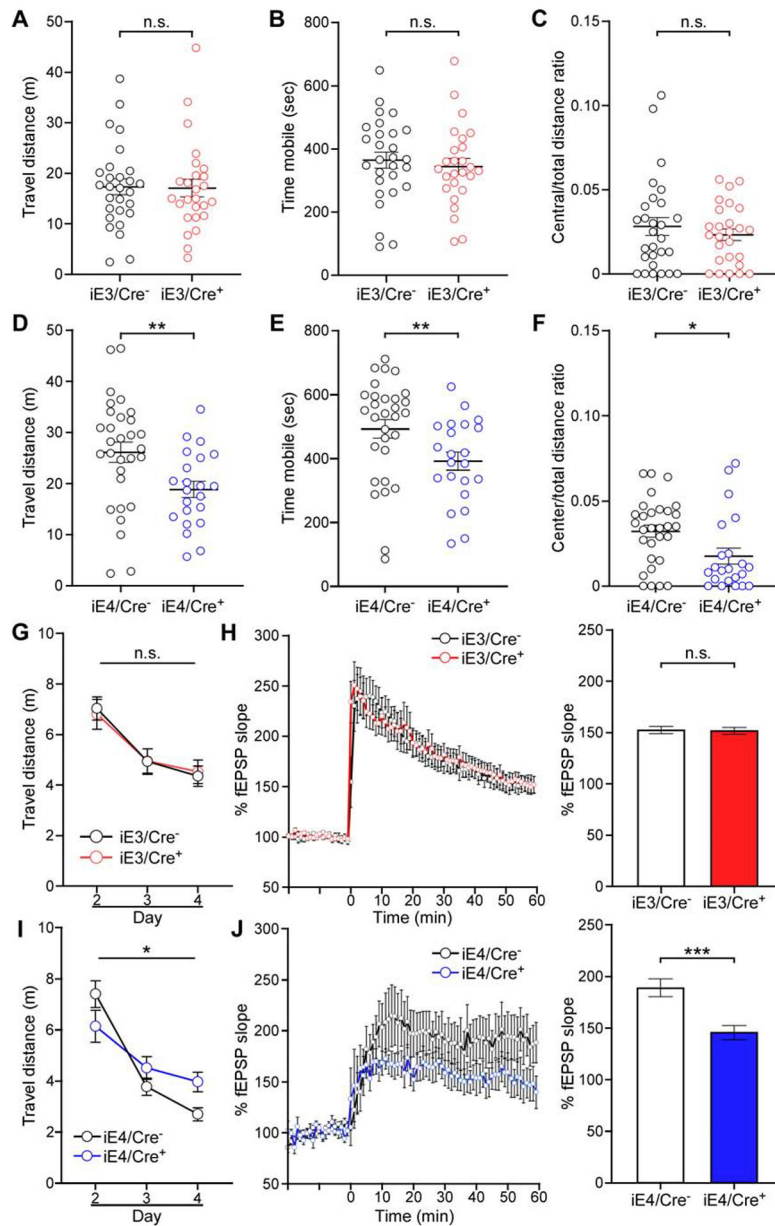 A
n.s.
Travel distance (m)
50
40
30
20
10
0
iE3/Cre⁻ iE3/Cre⁺
B
n.s.
Time mobile (sec)
800
600
400
200
0
iE3/Cre⁻ iE3/Cre⁺
C
n.s.
Central/total distance ratio
0.15
0.10
0.05
0
iE3/Cre⁻ iE3/Cre⁺
D
**
Travel distance (m)
50
40
30
20
10
0
iE4/Cre⁻ iE4/Cre⁺
E
**
Time mobile (sec)
800
600
400
200
0
iE4/Cre⁻ iE4/Cre⁺
F
*
Center/total distance ratio
0.15
0.10
0.05
0
iE4/Cre⁻ iE4/Cre⁺
G
n.s.
Travel distance (m)
10
8
6
4
2
0
iE3/Cre⁻
iE3/Cre⁺
2 3 4
Day
H
iE3/Cre⁻
iE3/Cre⁺
% fEPSP slope
300
250
200
150
100
50
0 10 20 30 40 50 60
Time (min)
n.s.
% fEPSP slope
250
200
150
100
50
0
iE3/Cre⁻ iE3/Cre⁺
I
*
Travel distance (m)
10
8
6
4
2
0
iE4/Cre⁻
iE4/Cre⁺
2 3 4
Day
J
iE4/Cre⁻
iE4/Cre⁺
% fEPSP slope
300
250
200
150
100
50
0 10 20 30 40 50 60
Time (min)
***
% fEPSP slope
250
200
150
100
50
0
iE4/Cre⁻ iE4/Cre⁺